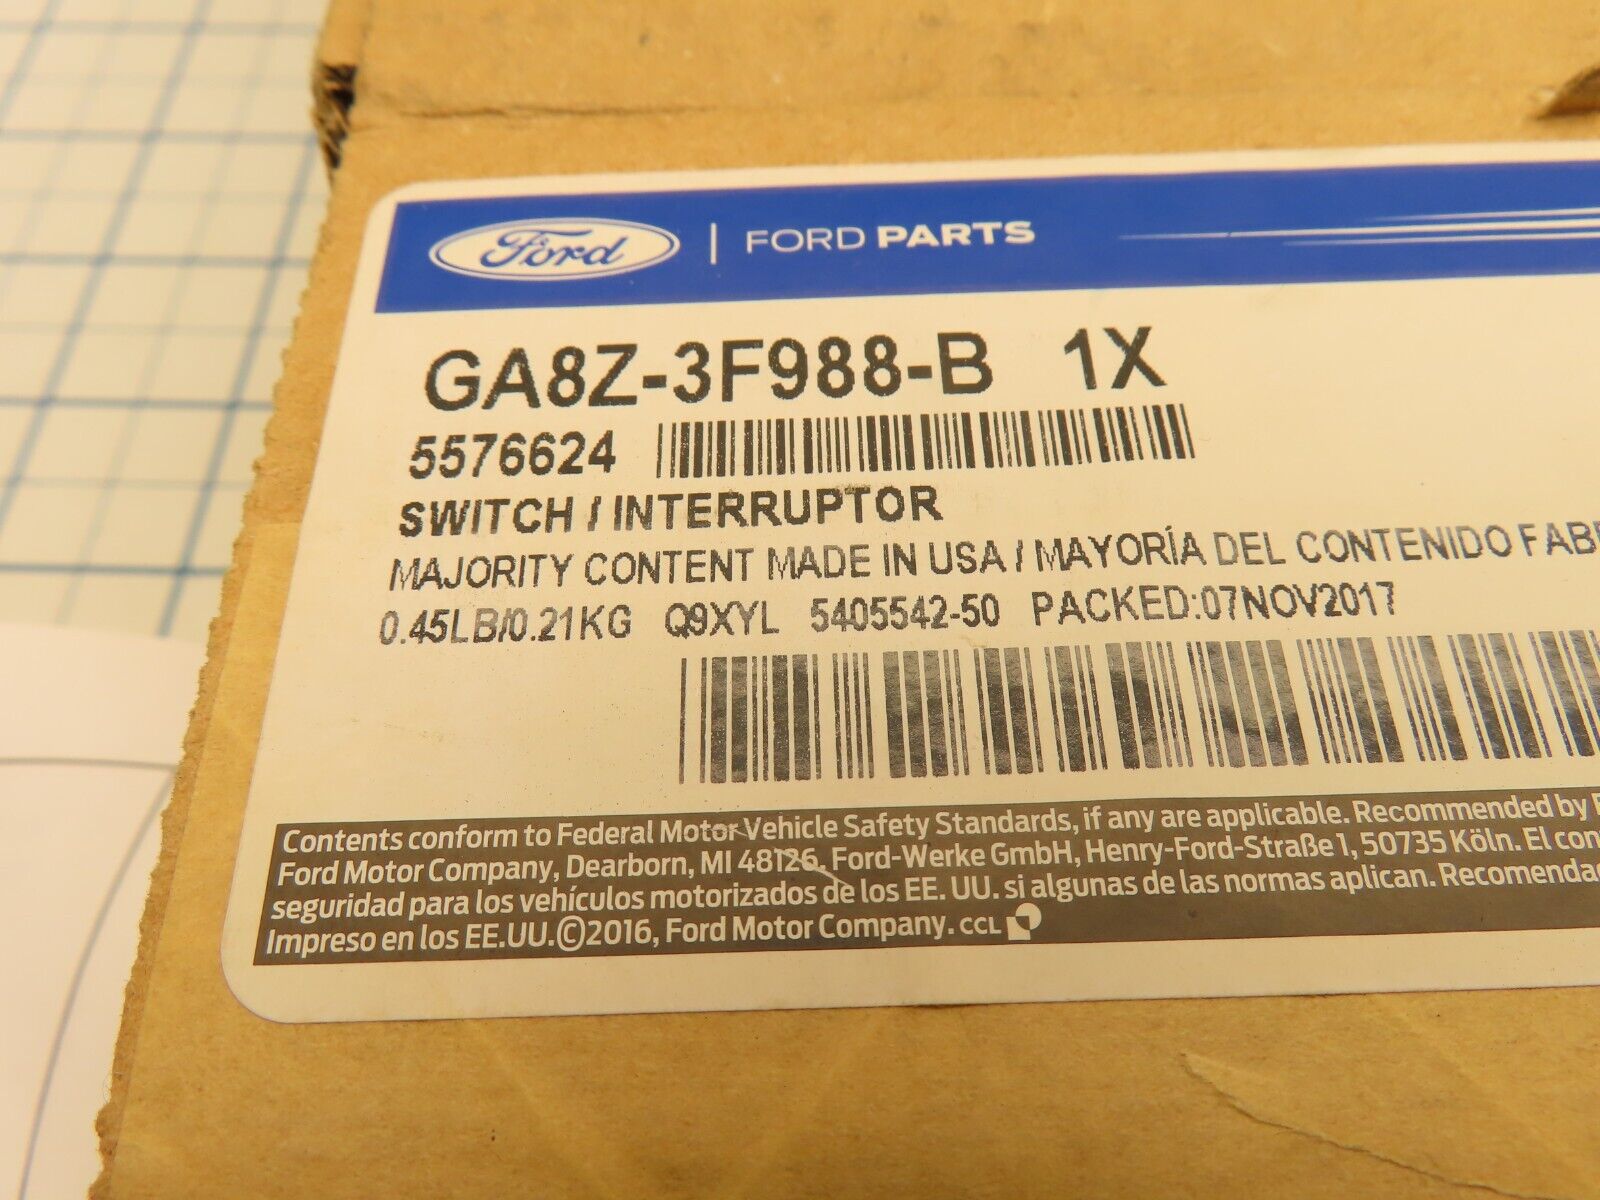 Ford | FORD PARTS
GA8Z-3F988-B 1X
5576624
SWITCH / INTERRUPTOR
MAJORITY CONTENT MADE IN USA / MAYORÍA DEL CONTENIDO
0.45LB/0.21KG Q9XYL 5405542-50 PACKED:07NOV2017
Contents conform to Federal Motor Vehicle Safety Standards, if any are applicable. Recommended by
Ford Motor Company, Dearborn, MI 48126. Ford-Werke GmbH, Henry-Ford-Straße 1, 50735 Köln. El
seguridad para los vehículos motorizados de los EE. UU. si algunas de las normas aplican.
Impreso en los EE.UU.©2016, Ford Motor Company. CCL